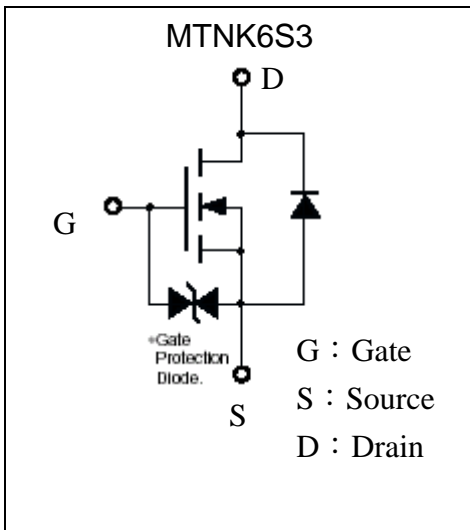 MTNK6S3
D
G
*Gate
Protection
Diode.
S
G：Gate
S：Source
D：Drain